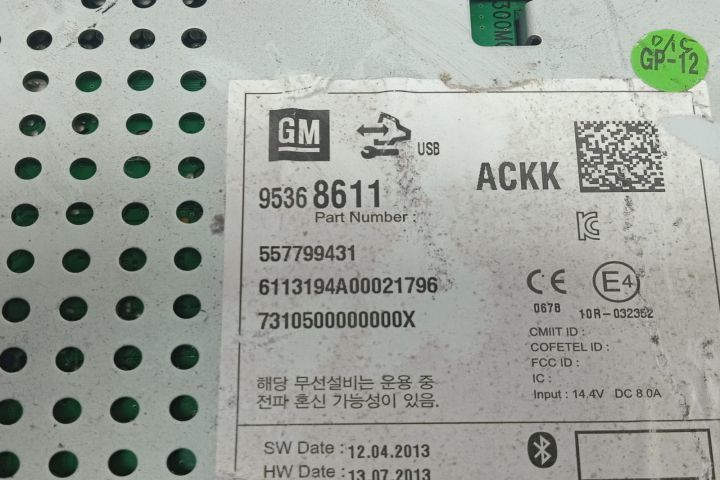 300M
GP-12
GM
USB
9536 8611
ACKK
Part Number :
557799431
6113194A00021796
7310500000000X
CE
E4
0678
10R-032352
CMIIT ID :
COFETEL ID :
FCC ID :
IC :
Input : 14.4V DC 8.0A
해당 무선설비는 운용 중
전파 혼신 가능성이 있음.
SW Date : 12.04.2013
HW Date : 13.07.2013